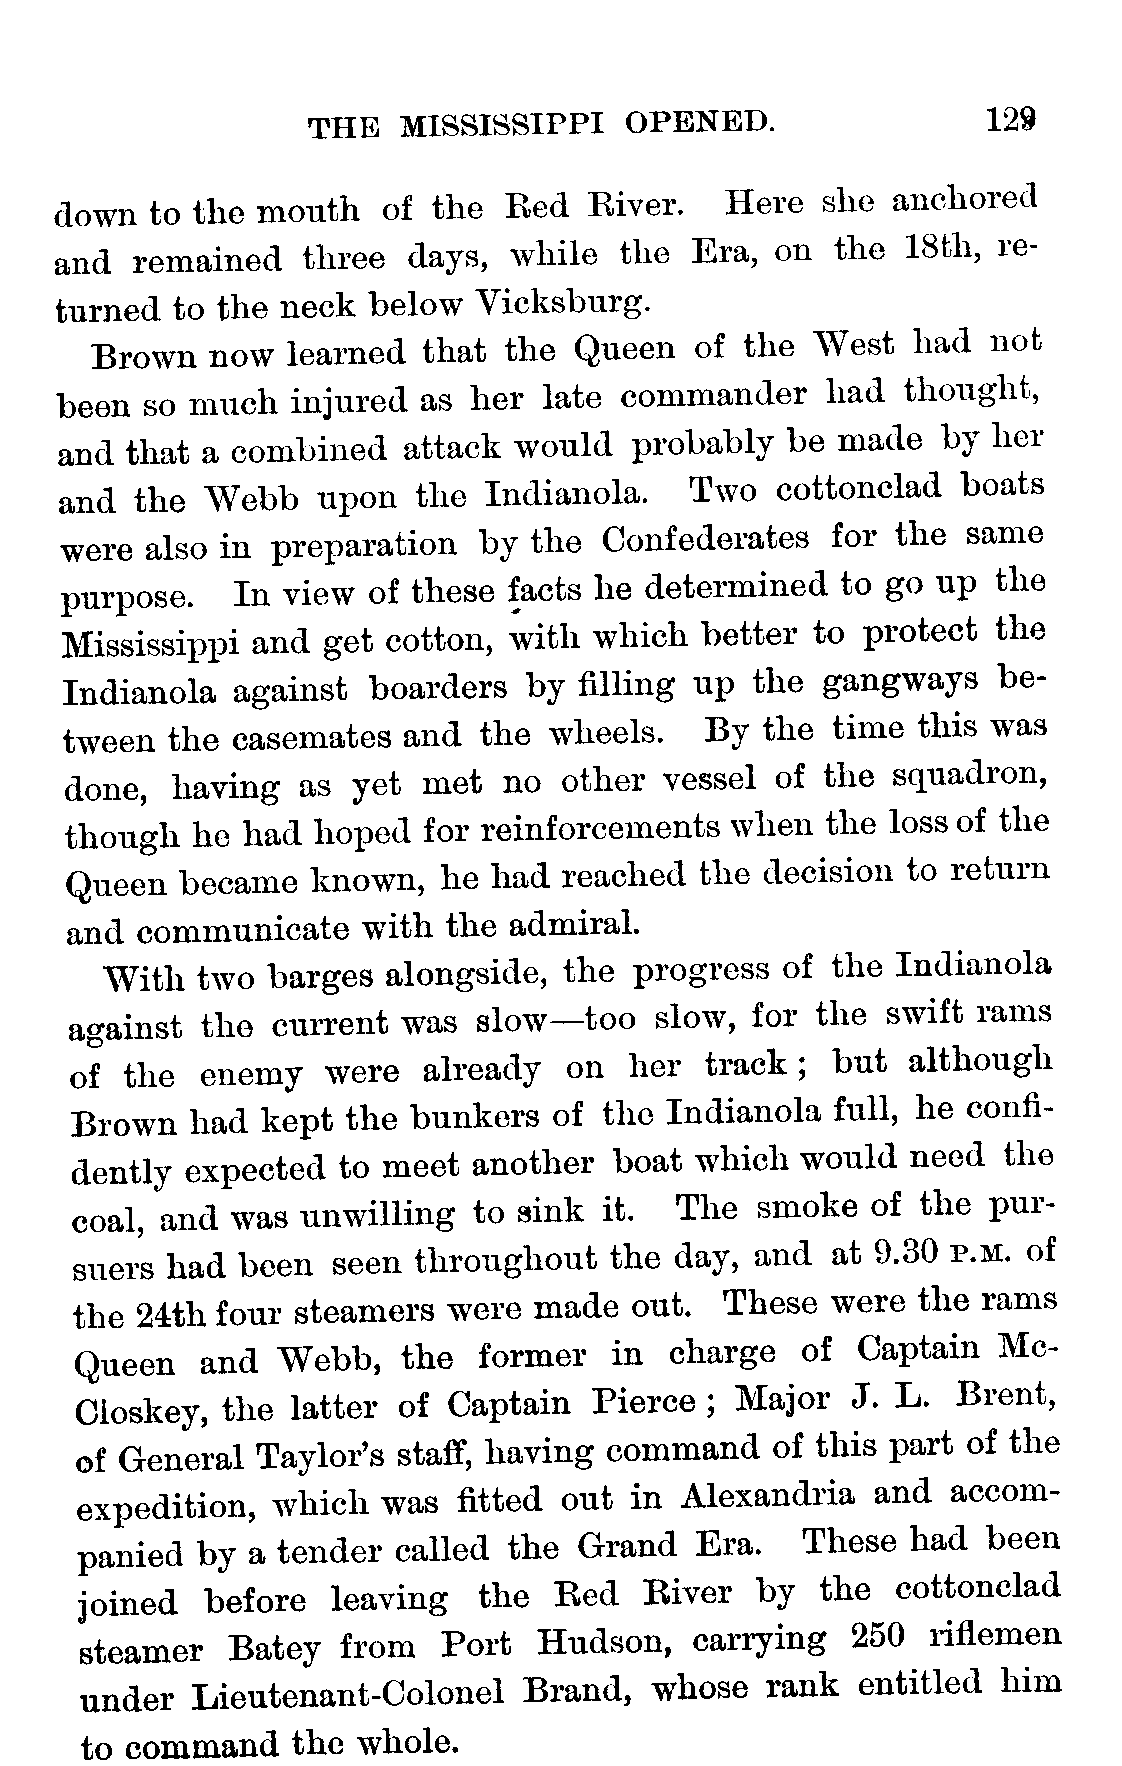 THE MISSISSIPPI OPENED. 129
down to the mouth of the Red River. Here she anchored
and remained three days, while the Era, on the 18th, re-
turned to the neck below Vicksburg.
Brown now learned that the Queen of the West had not
been so much injured as her late commander had thought,
and that a combined attack would probably be made by her
and the Webb upon the Indianola. Two cottonclad boats
were also in preparation by the Confederates for the same
purpose. In view of these facts he determined to go up the
Mississippi and get cotton, with which better to protect the
Indianola against boarders by filling up the gangways be-
tween the casemates and the wheels. By the time this was
done, having as yet met no other vessel of the squadron,
though he had hoped for reinforcements when the loss of the
Queen became known, he had reached the decision to return
and communicate with the admiral.
With two barges alongside, the progress of the Indianola
against the current was slow—too slow, for the swift rams
of the enemy were already on her track; but although
Brown had kept the bunkers of the Indianola full, he confi-
dently expected to meet another boat which would need the
coal, and was unwilling to sink it. The smoke of the pur-
suers had been seen throughout the day, and at 9.30 P.M. of
the 24th four steamers were made out. These were the rams
Queen and Webb, the former in charge of Captain Mc-
Closkey, the latter of Captain Pierce; Major J. L. Brent,
of General Taylor's staff, having command of this part of the
expedition, which was fitted out in Alexandria and accom-
panied by a tender called the Grand Era. These had been
joined before leaving the Red River by the cottonclad
steamer Batey from Port Hudson, carrying 250 riflemen
under Lieutenant-Colonel Brand, whose rank entitled him
to command the whole.